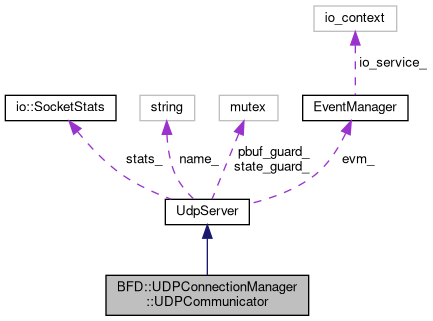 io_context
io_service_
io::SocketStats
string
mutex
EventManager
stats_
name_
pbuf_guard_
state_guard_
evm_
UdpServer
BFD::UDPConnectionManager
::UDPCommunicator